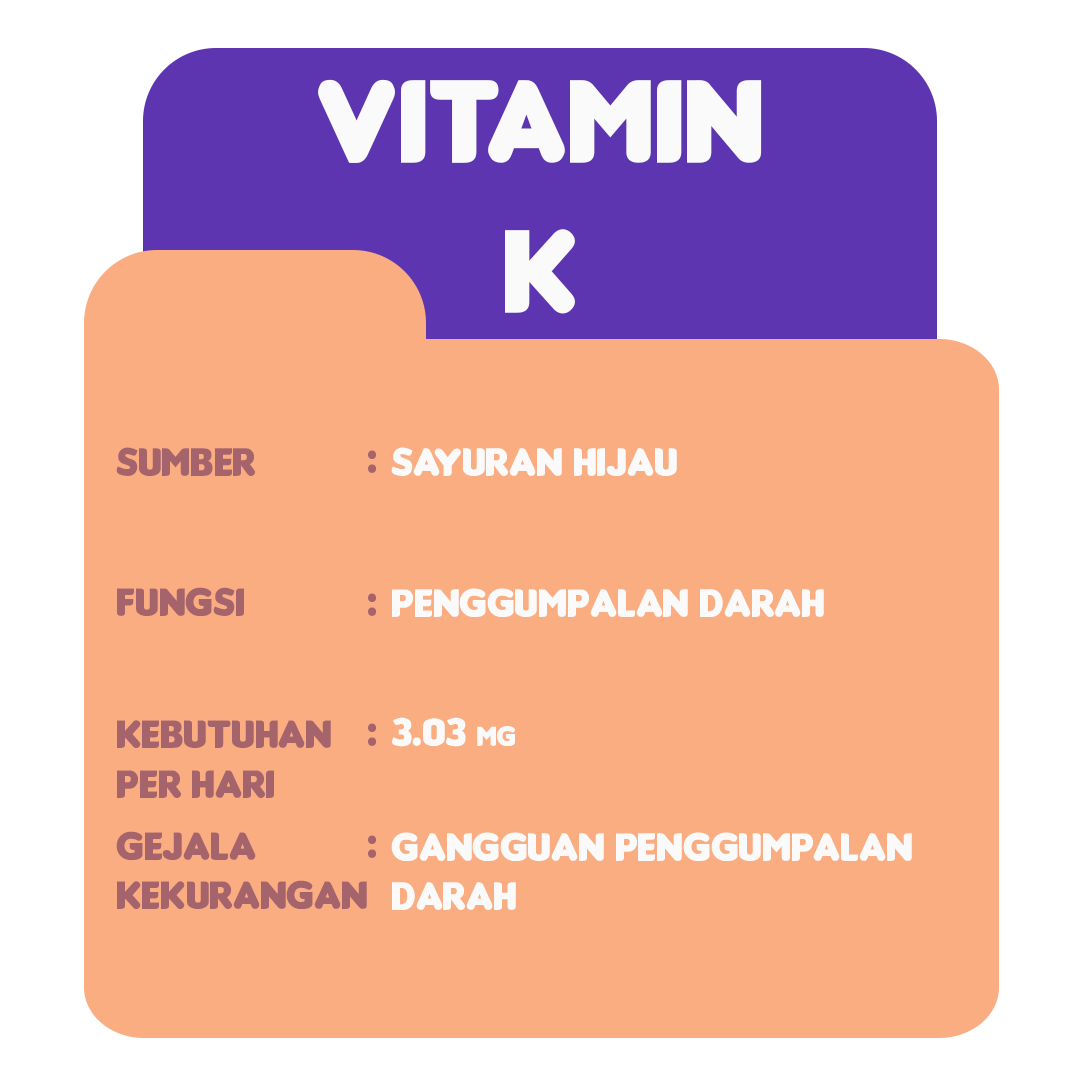 VITAMIN
K
SUMBER : SAYURAN HIJAU
FUNGSI : PENGGUMPALAN DARAH
KEBUTUHAN : 3.03 MG
PER HARI
GEJALA : GANGGUAN PENGGUMPALAN
KEKURANGAN DARAH